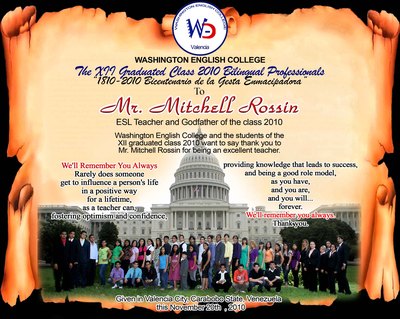 WASHINGTON ENGLISH COLLEGE
WEC
Valencia
WASHINGTON ENGLISH COLLEGE
The XII Graduated Class 2010 Bilingual Professionals
1810-2010 Bicentenario de la Gesta Enmacipadora
To
Mr. Mitchell Rossin
ESL Teacher and Godfather of the class 2010
Washington English College and the students of the
XII graduated class 2010 want to say thank you to
Mr. Mitchell Rossin for being an excellent teacher.
We'll Remember You Always
Rarely does someone
get to influence a person's life
in a positive way
for a lifetime,
as a teacher can,
fostering optimism and confidence,
providing knowledge that leads to success,
and being a good role model,
as you have,
and you are,
and you will...
forever.
We'll remember you always.
Thank you.
Given in Valencia City, Carabobo State, Venezuela
this November 20th , 2010